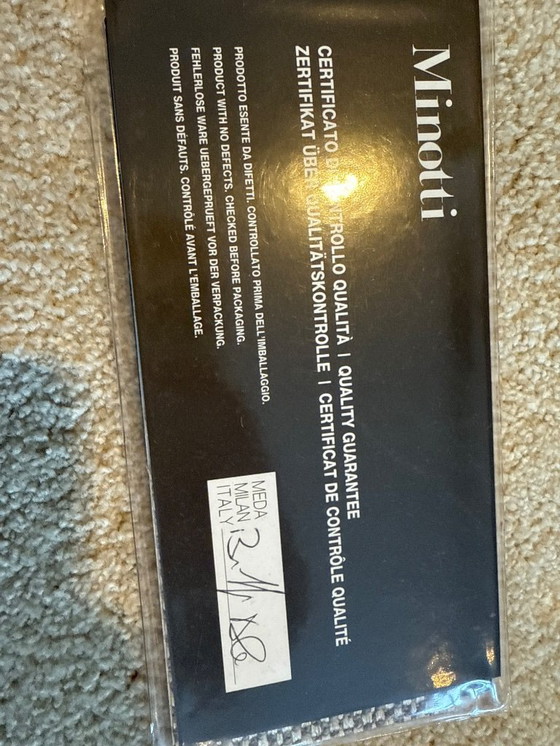 Minotti
CERTIFICATO CONTROLLO QUALITÀ | QUALITY GUARANTEE
ZERTIFIKAT ÜBER QUALITÄTSKONTROLLE | CERTIFICAT DE CONTRÔLE QUALITÉ
PRODOTTO ESENTE DA DIFETTI. CONTROLLATO PRIMA DELL'IMBALLAGGIO.
PRODUCT WITH NO DEFECTS. CHECKED BEFORE PACKAGING.
FEHLERLOSE WARE UEBERGEPRUEFT VOR DER VERPACKUNG.
PRODUIT SANS DÉFAUTS. CONTRÔLÉ AVANT L'EMBALLAGE.
MEDA
MILAN
ITALY